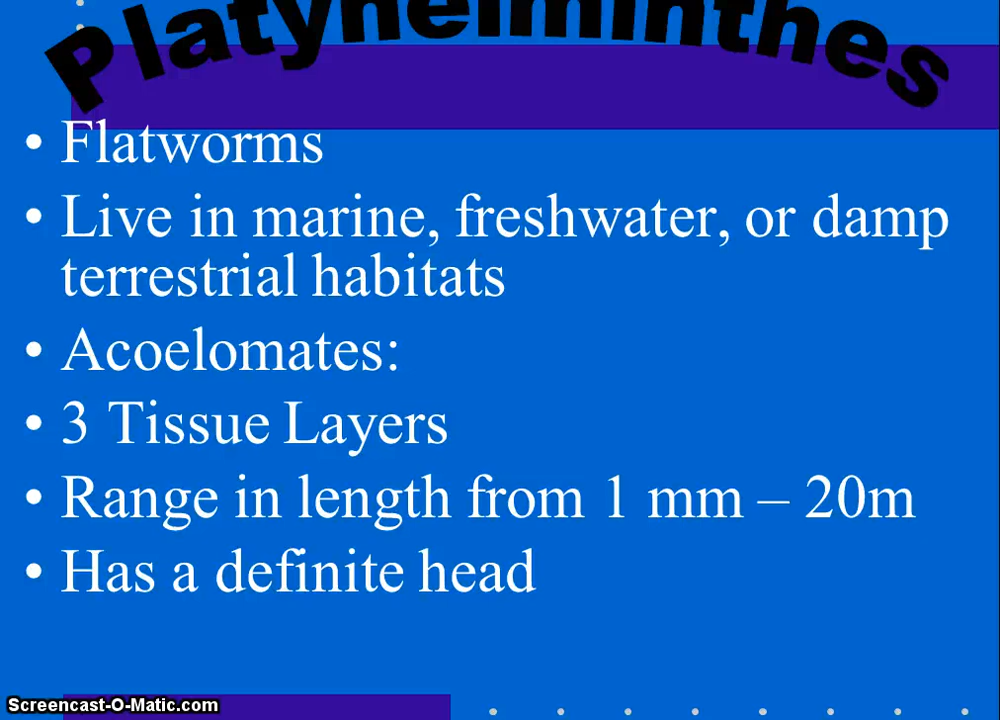 Platyhelminthes
• Flatworms
• Live in marine, freshwater, or damp
terrestrial habitats
• Acoelomates:
• 3 Tissue Layers
• Range in length from 1 mm – 20m
• Has a definite head
Screencast-O-Matic.com